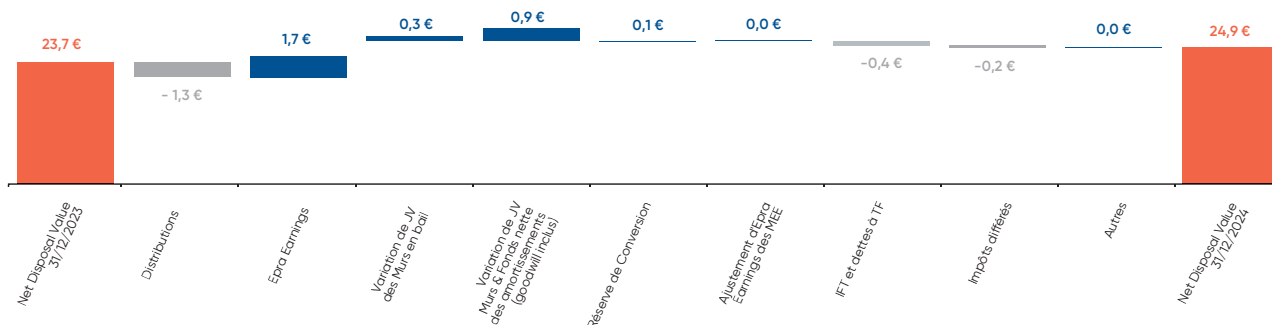 23,7 €
- 1,3 €
1,7 €
0,3 €
0,9 €
0,1 €
0,0 €
-0,4 €
-0,2 €
0,0 €
24,9 €
Net Disposal Value
31/12/2023
Distributions
Epra Earnings
Variation de JV
des Murs en bail
Variation de JV
Murs & Fonds nette
des amortissements
(goodwill inclus)
Réserve de Conversion
Ajustement d'Epra
Earnings des MEE
IFT et dettes à TF
Impôts différés
Autres
Net Disposal Value
31/12/2024